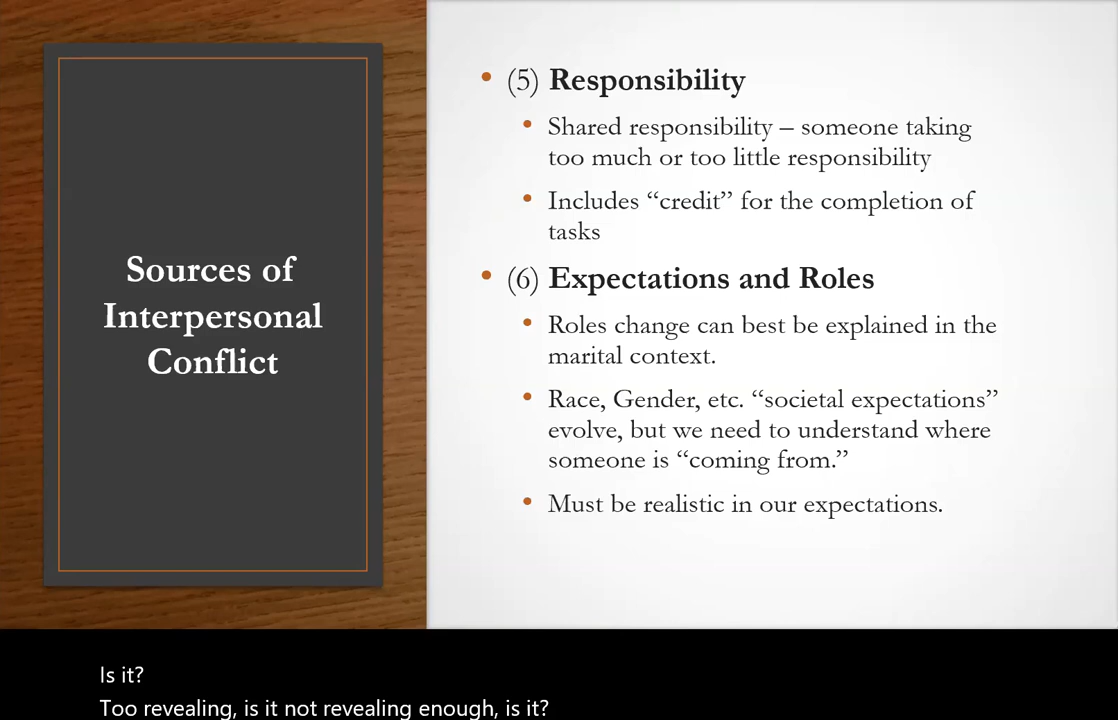 Sources of
Interpersonal
Conflict
• (5) Responsibility
• Shared responsibility – someone taking
too much or too little responsibility
• Includes “credit” for the completion of
tasks
• (6) Expectations and Roles
• Roles change can best be explained in the
marital context.
• Race, Gender, etc. “societal expectations”
evolve, but we need to understand where
someone is “coming from.”
• Must be realistic in our expectations.
Is it?
Too revealing, is it not revealing enough, is it?